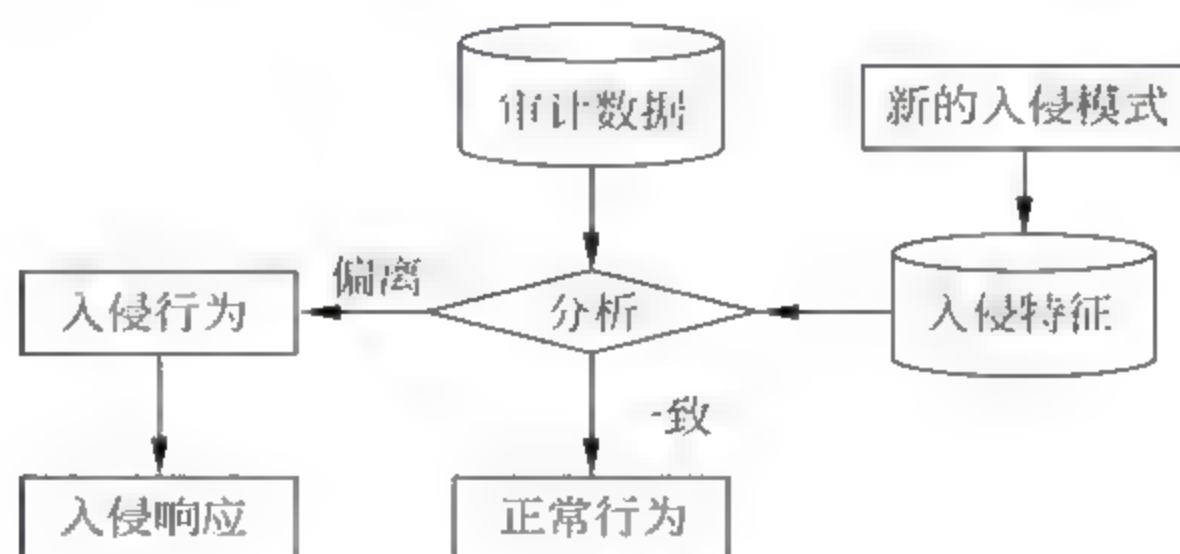 审计数据
新的入侵模式
偏离
入侵行为
分析
入侵特征
一致
入侵响应
正常行为